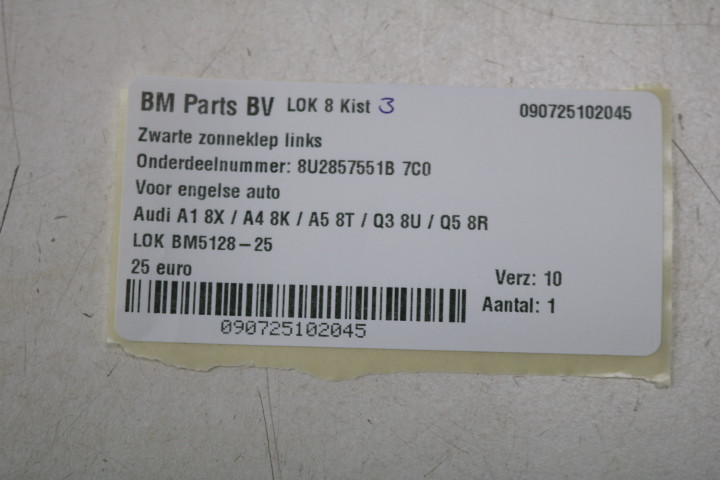 BM Parts BV LOK 8 Kist 3 090725102045
Zwarte zonneklep links
Onderdeelnummer: 8U2857551B 7C0
Voor engelse auto
Audi A1 8X / A4 8K / A5 8T / Q3 8U / Q5 8R
LOK BM5128-25
25 euro Verz: 10
Aantal: 1
090725102045